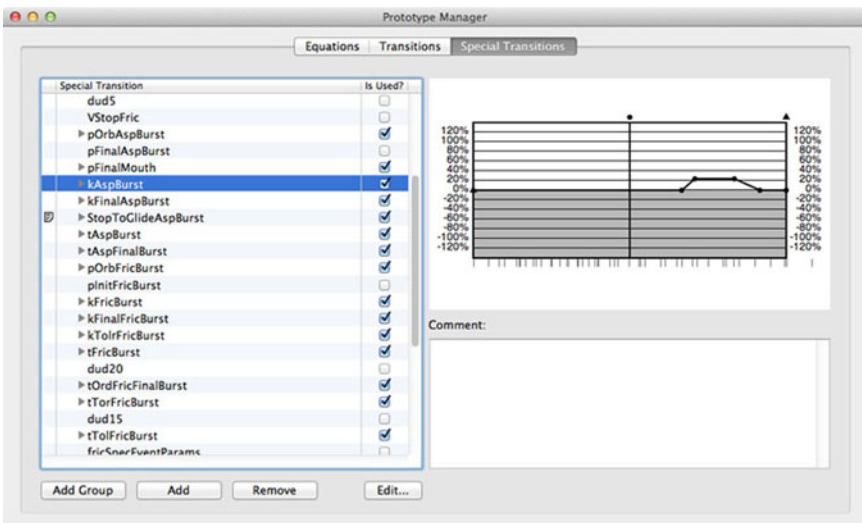 Prototype Manager
Equations Transitions Special Transitions
Special Transition Is Used?
dud5
VStopFric
pOrbAspBurst
pFinalAspBurst
pFinalMouth
kAspBurst
kFinalAspBurst
StopToGlideAspBurst
tAspBurst
tAspFinalBurst
pOrbFricBurst
pInitFricBurst
kFricBurst
kFinalFricBurst
kTolrFricBurst
tFricBurst
dud20
tOrdFricFinalBurst
tTorFricBurst
dud15
tTolFricBurst
fricSpecEventParams
Add Group Add Remove Edit...
120% 120%
100% 100%
80% 80%
60% 60%
40% 40%
20% 20%
0% 0%
-20% -20%
-40% -40%
-60% -60%
-80% -80%
-100% -100%
-120% -120%
Comment: